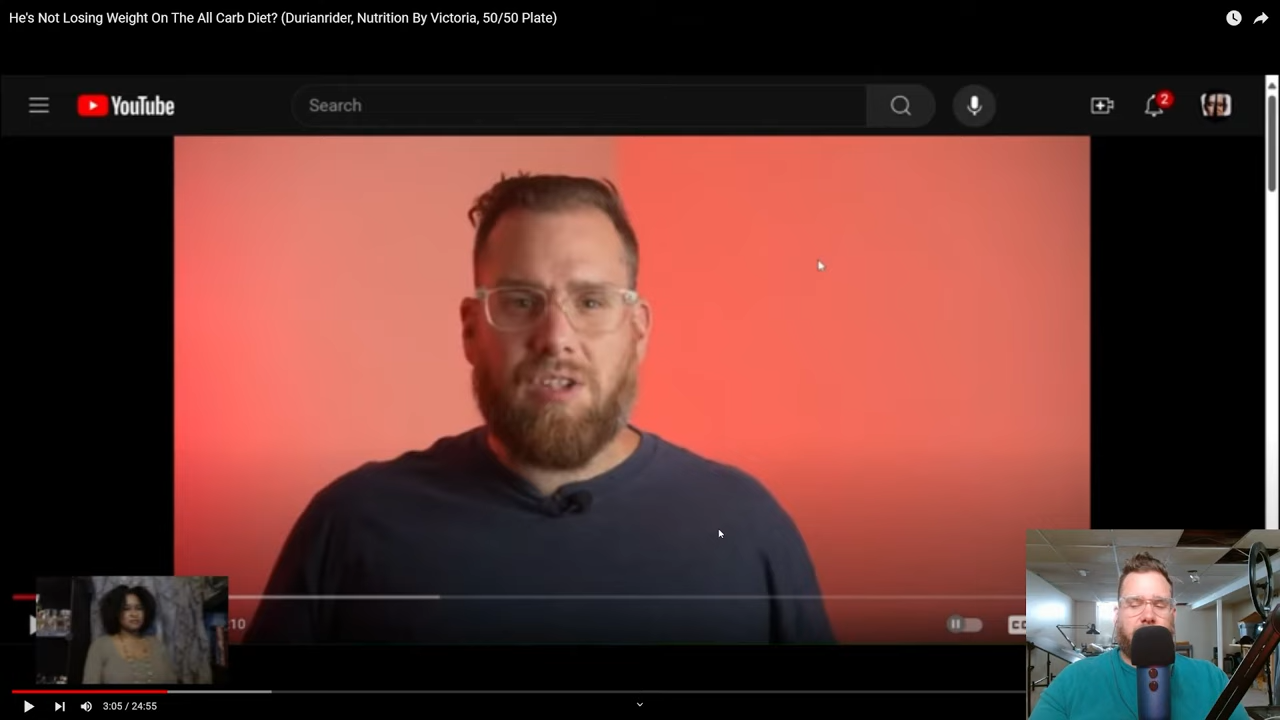 He's Not Losing Weight On The All Carb Diet? (Durianrider, Nutrition By Victoria, 50/50 Plate)
YouTube
Search
2
10
3:05 / 24:55